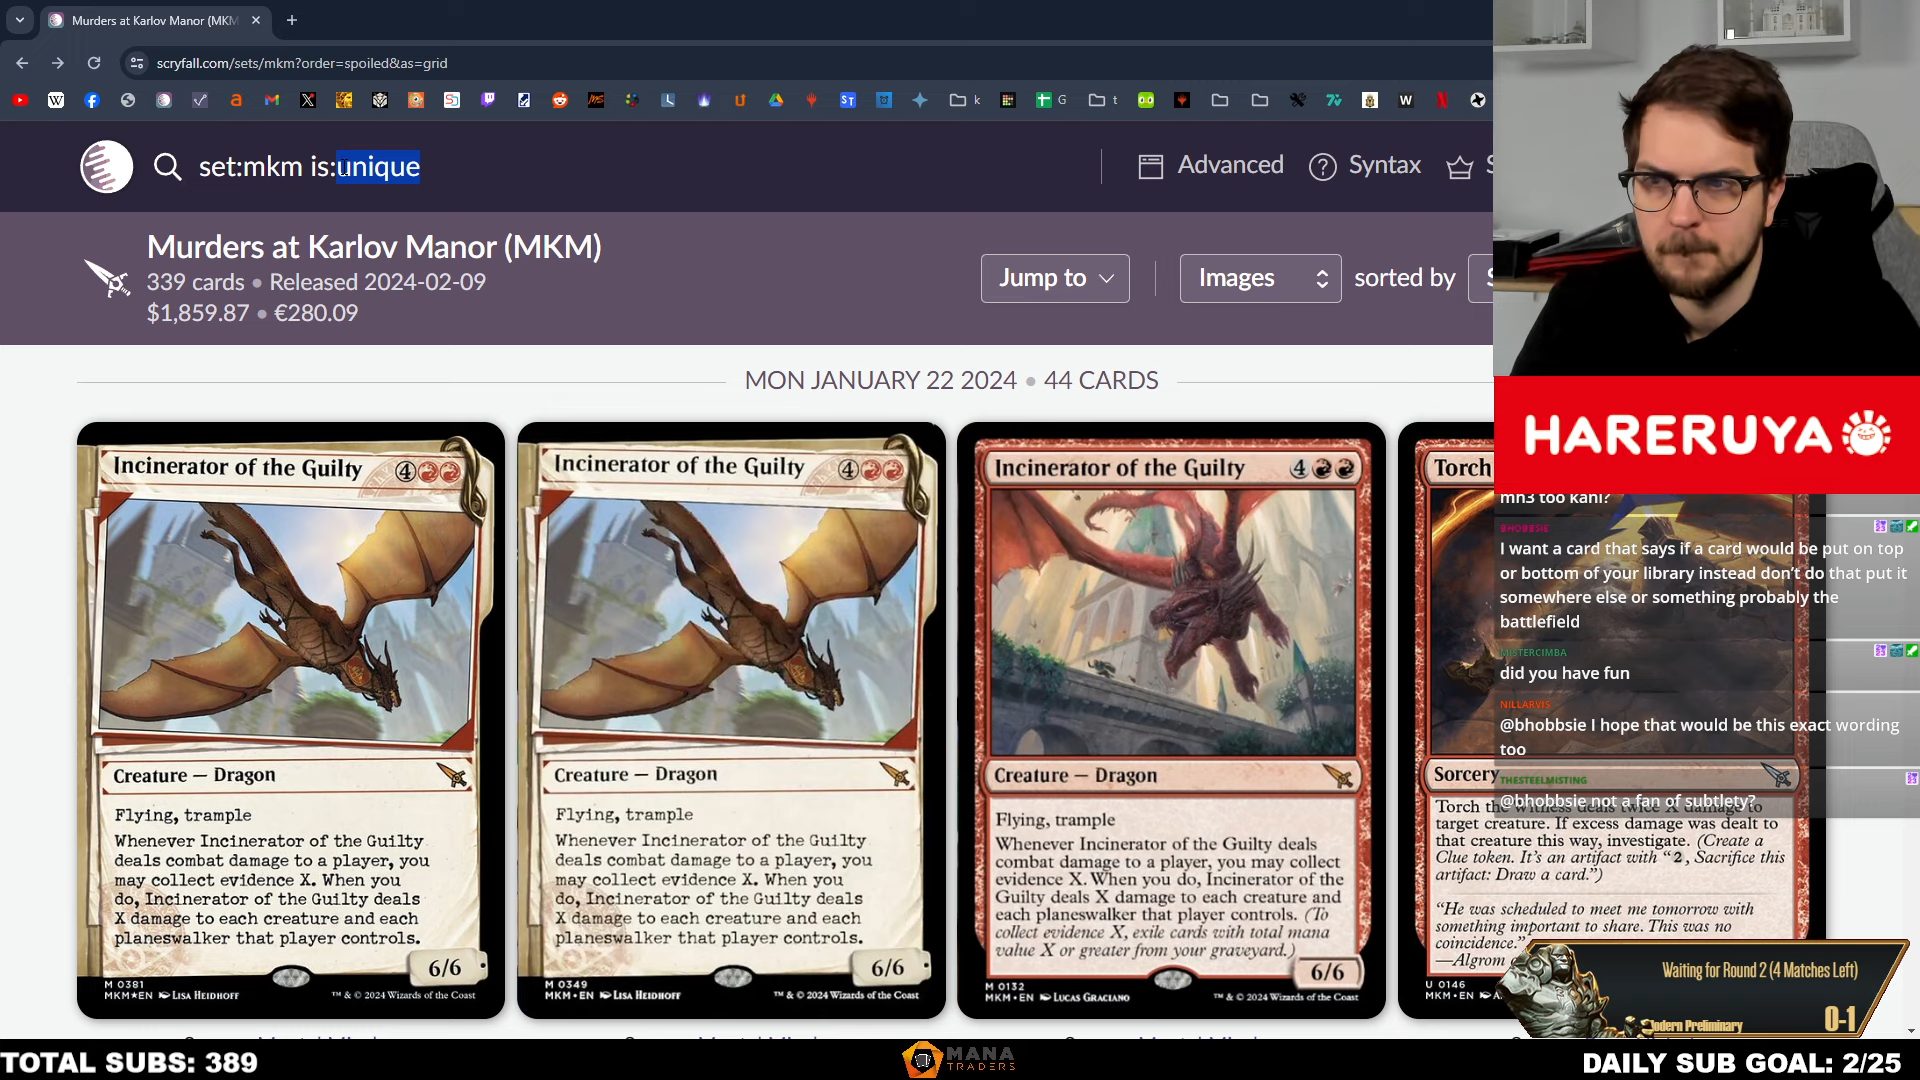 Murders at Karlov Manor (MKM
scryfall.com/sets/mkm?order=spoiled&as=grid
k
G
t
set:mkm is:unique
Advanced
Syntax
S
Murders at Karlov Manor (MKM)
339 cards • Released 2024-02-09
$1,859.87 • €280.09
Jump to
Images
sorted by
MON JANUARY 22 2024 • 44 CARDS
Incinerator of the Guilty 4
Creature — Dragon
Flying, trample
Whenever Incinerator of the Guilty
deals combat damage to a player, you
may collect evidence X. When you
do, Incinerator of the Guilty deals
X damage to each creature and each
planeswalker that player controls.
6/6
M 0381
MKM★EN LISA HEIDHOFF
™ & © 2024 Wizards of the Coast
Incinerator of the Guilty 4
Creature — Dragon
Flying, trample
Whenever Incinerator of the Guilty
deals combat damage to a player, you
may collect evidence X. When you
do, Incinerator of the Guilty deals
X damage to each creature and each
planeswalker that player controls.
6/6
M 0349
MKM • EN LISA HEIDHOFF
™ & © 2024 Wizards of the Coast
Incinerator of the Guilty 4
Creature — Dragon
Flying, trample
Whenever Incinerator of the Guilty deals
combat damage to a player, you may collect
evidence X. When you do, Incinerator of the
Guilty deals X damage to each creature and
each planeswalker that player controls. (To
collect evidence X, exile cards with total mana
value X or greater from your graveyard.)
6/6
M 0132
MKM • EN LUCAS GRACIANO
™ & © 2024 Wizards of the Coast
Torch
Sorcery
Torch the witness deals twice X damage to
target creature. If excess damage was dealt to
that creature this way, investigate. (Create a
Clue token. It's an artifact with "2, Sacrifice this
artifact: Draw a card.")
"He was scheduled to meet me tomorrow with
something important to share. This was no
coincidence."
—Algrom
U 0146
MKM • EN
HARERUYA
mh3 too kani?
BHOBBSIE
I want a card that says if a card would be put on top
or bottom of your library instead don't do that put it
somewhere else or something probably the
battlefield
MISTERCIMBA
did you have fun
NILLARVIS
@bhobbsie I hope that would be this exact wording
too
THESTEELMISTING
@bhobbsie not a fan of subtlety?
Waiting for Round 2 (4 Matches Left)
Modern Preliminary
0-1
TOTAL SUBS: 389
MANA
TRADERS
DAILY SUB GOAL: 2/25